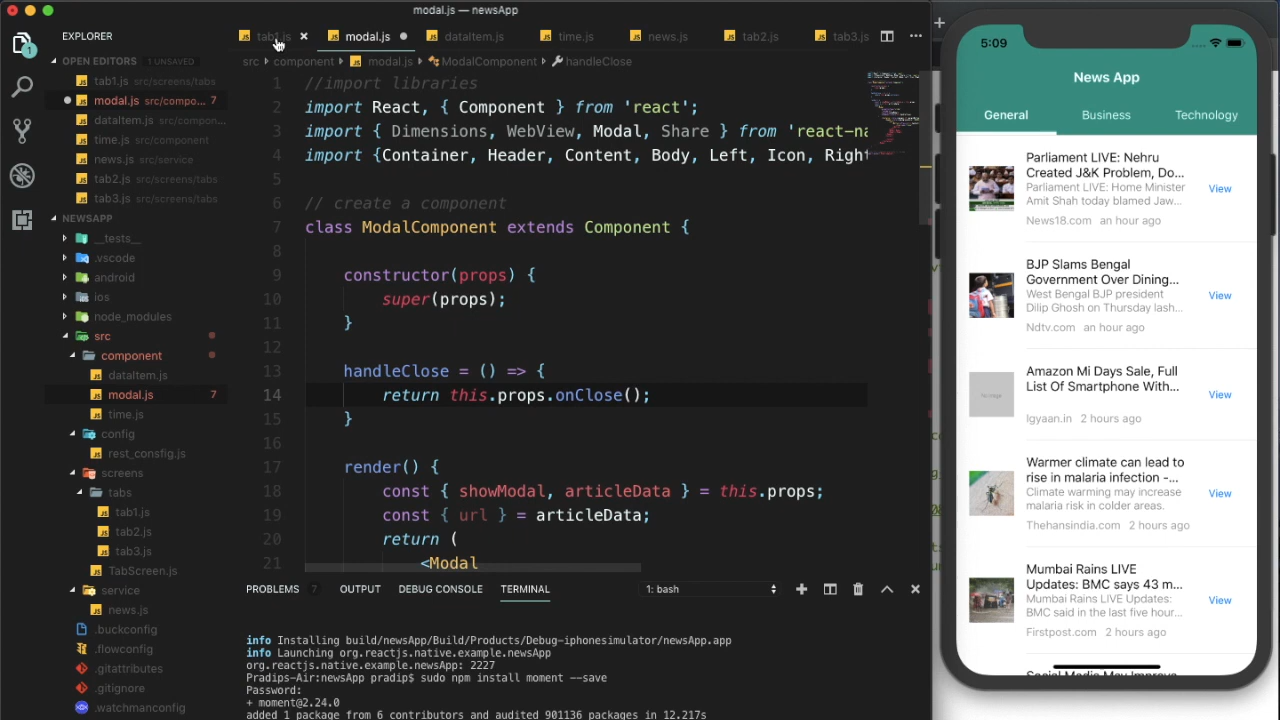 modal.js — newsApp
EXPLORER
OPEN EDITORS 1 UNSAVED
tab1.js src/screens/tabs
modal.js src/compo... 7
dataItem.js src/compon...
time.js src/component
news.js src/service
tab2.js src/screens/tabs
tab3.js src/screens/tabs
NEWSAPP
__tests__
.vscode
android
ios
node_modules
src
component
dataItem.js
modal.js 7
time.js
config
rest_consfig.js
screens
tabs
tab1.js
tab2.js
tab3.js
TabScreen.js
service
news.js
.buckconfig
.flowconfig
.gitattributes
.gitignore
.watchmanconfig
1
tab1.js modal.js dataItem.js time.js news.js tab2.js tab3.js
src component modal.js ModalComponent handleClose
1 //import libraries
2 import React, { Component } from 'react';
3 import { Dimensions, WebView, Modal, Share } from 'react-na
4 import {Container, Header, Content, Body, Left, Icon, Right
5
6 // create a component
7 class ModalComponent extends Component {
8
9 constructor(props) {
10 super(props);
11 }
12
13 handleClose = () => {
14 return this.props.onClose();
15 }
16
17 render() {
18 const { showModal, articleData } = this.props;
19 const { url } = articleData;
20 return (
21 <Modal
PROBLEMS 7 OUTPUT DEBUG CONSOLE TERMINAL 1: bash
info Installing build/newsApp/Build/Products/Debug-iphonesimulator/newsApp.app
info Launching org.reactjs.native.example.newsApp
org.reactjs.native.example.newsApp: 2227
Pradips-Air:newsApp pradip$ sudo npm install moment --save
Password:
+ moment@2.24.0
added 1 package from 6 contributors and audited 901136 packages in 12.217s
5:09
News App
General Business Technology
Parliament LIVE: Nehru
Created J&K Problem, Do...
Parliament LIVE: Home Minister
Amit Shah today blamed Jaw...
News18.com an hour ago
View
BJP Slams Bengal
Government Over Dining...
West Bengal BJP president
Dilip Ghosh on Thursday lash...
Ndtv.com an hour ago
View
Amazon Mi Days Sale, Full
List Of Smartphone With...
Igyaan.in 2 hours ago
View
Warmer climate can lead to
rise in malaria infection -...
Climate warming may increase
malaria risk in colder areas.
Thehansindia.com 2 hours ago
View
Mumbai Rains LIVE
Updates: BMC says 43 m...
Mumbai Rains LIVE Updates:
BMC said in the last five hour...
Firstpost.com 2 hours ago
View